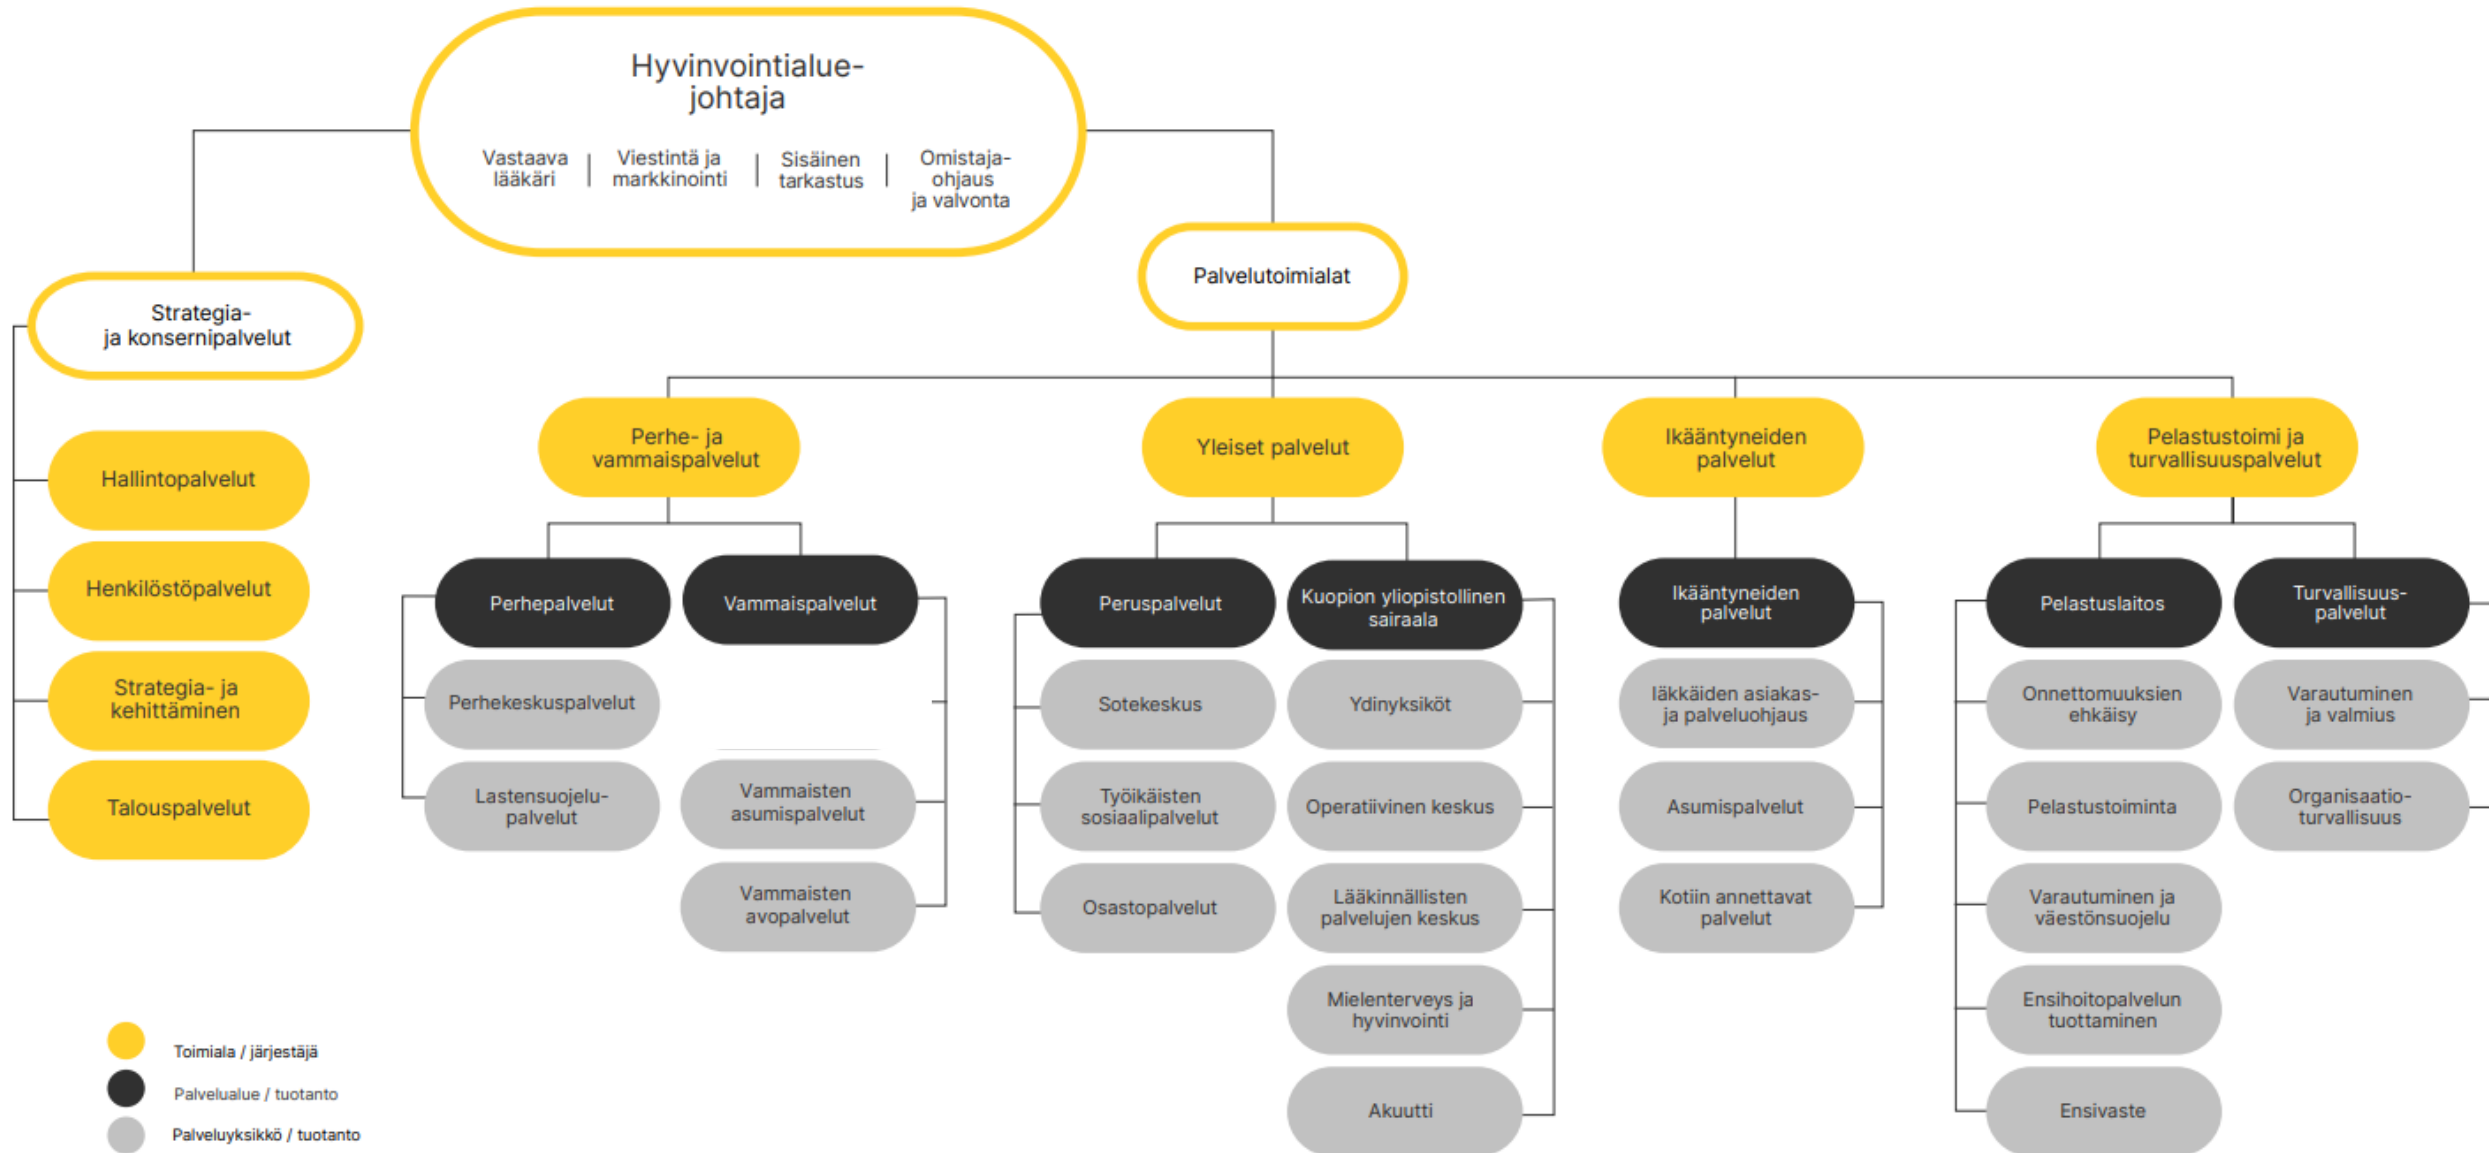 Hyvinvointialue-
johtaja
Vastaava
lääkäri
Viestintä ja
markkinointi
Sisäinen
tarkastus
Omistaja-
ohjaus
ja valvonta
Strategia-
ja konsernipalvelut
Hallintopalvelut
Henkilöstöpalvelut
Strategia- ja
kehittäminen
Talouspalvelut
Palvelutoimialat
Perhe- ja
vammaispalvelut
Perhepalvelut
Perhekeskuspalvelut
Lastensuojelu-
palvelut
Vammaispalvelut
Vammaisten
asumispalvelut
Vammaisten
avopalvelut
Yleiset palvelut
Peruspalvelut
Sotekeskus
Työikäisten
sosiaalipalvelut
Osastopalvelut
Kuopion yliopistollinen
sairaala
Ydinyksiköt
Operatiivinen keskus
Lääkinnällisten
palvelujen keskus
Mielenterveys ja
hyvinvointi
Akuutti
Ikääntyneiden
palvelut
Ikääntyneiden
palvelut
Iäkkäiden asiakas-
ja palveluohjaus
Asumispalvelut
Kotiin annettavat
palvelut
Pelastustoimi ja
turvallisuuspalvelut
Pelastuslaitos
Onnettomuuksien
ehkäisy
Pelastustoiminta
Varautuminen ja
väestönsuojelu
Ensihoitopalvelun
tuottaminen
Ensivaste
Turvallisuus-
palvelut
Varautuminen
ja valmius
Organisaatio-
turvallisuus
Toimiala / järjestäjä
Palvelualue / tuotanto
Palveluyksikkö / tuotanto